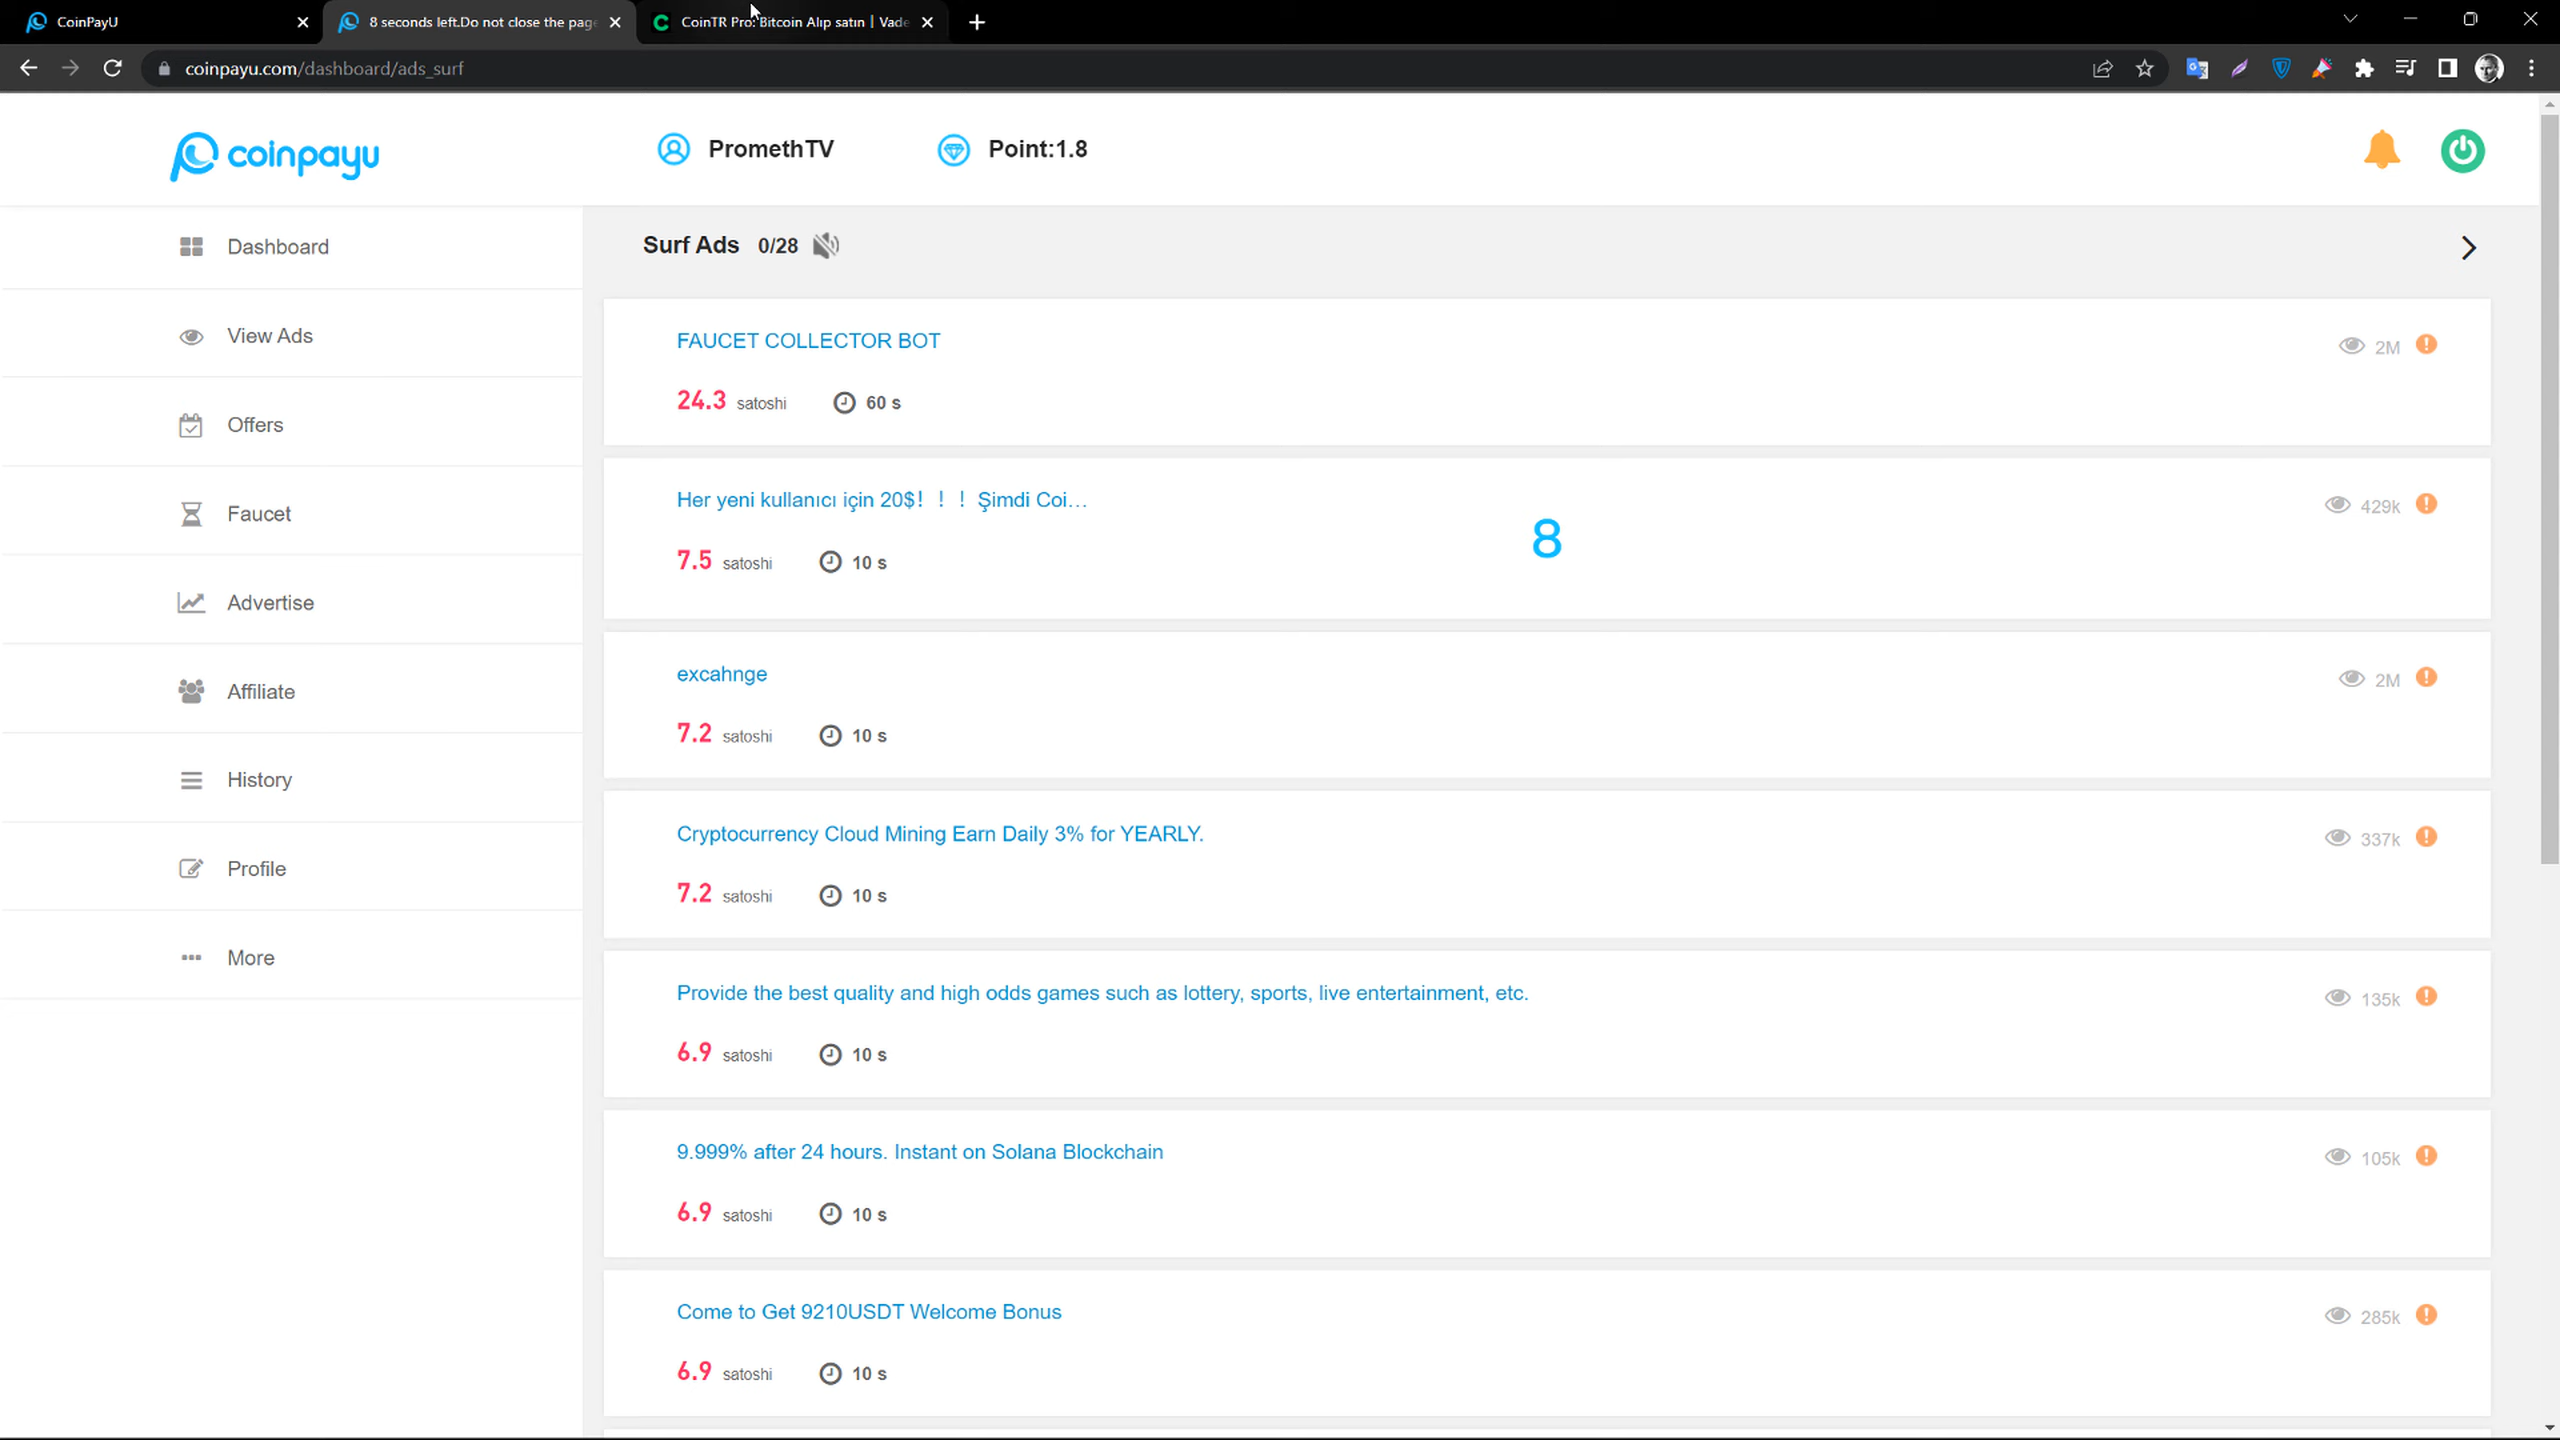 CoinPayU
8 seconds left.Do not close the pag
CoinTR Pro: Bitcoin Alıp satın | Vade
coinpayu.com/dashboard/ads_surf
coinpayu
PromethTV
Point:1.8
Dashboard
View Ads
Offers
Faucet
Advertise
Affiliate
History
Profile
More
Surf Ads 0/28
FAUCET COLLECTOR BOT
2M
24.3 satoshi 60 s
Her yeni kullanıcı için 20$! ! ! Şimdi Coi...
429k
8
7.5 satoshi 10 s
excahnge
2M
7.2 satoshi 10 s
Cryptocurrency Cloud Mining Earn Daily 3% for YEARLY.
337k
7.2 satoshi 10 s
Provide the best quality and high odds games such as lottery, sports, live entertainment, etc.
135k
6.9 satoshi 10 s
9.999% after 24 hours. Instant on Solana Blockchain
105k
6.9 satoshi 10 s
Come to Get 9210USDT Welcome Bonus
285k
6.9 satoshi 10 s